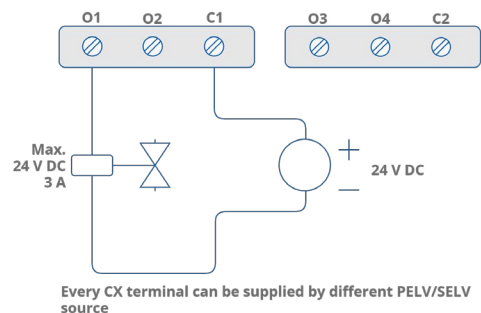 O1 O2 C1 O3 O4 C2
Max.
24 V DC
3 A
+
24 V DC
−
Every CX terminal can be supplied by different PELV/SELV
source